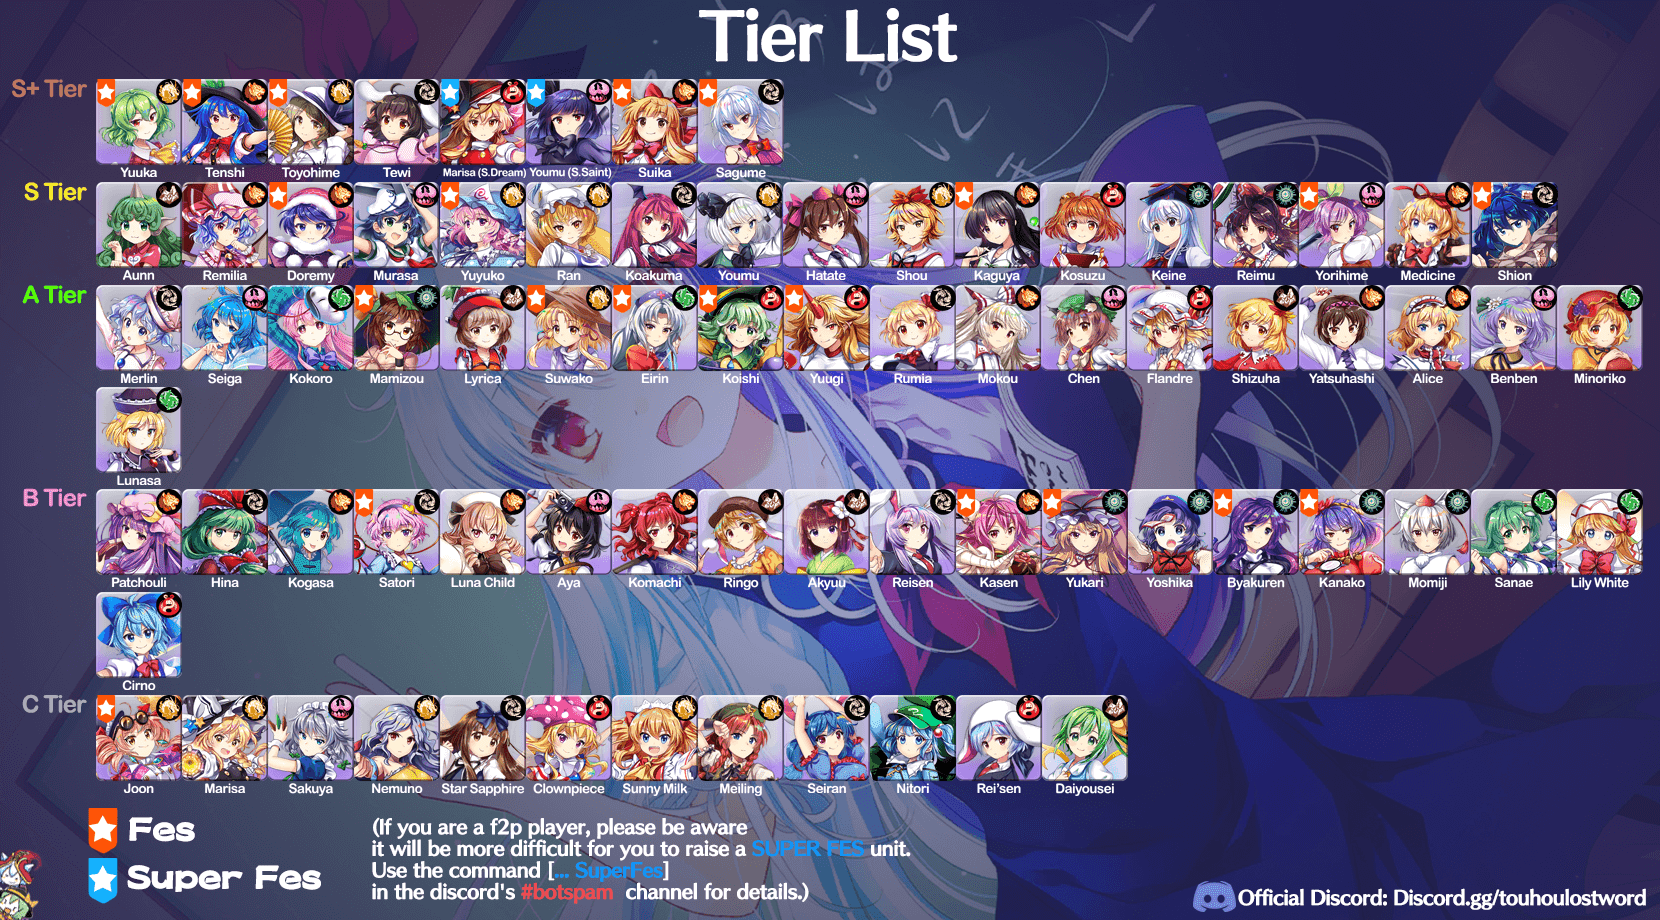 Tier List
S+ Tier
Yuuka Tenshi Toyohime Tewi Marisa (S.Dream) Youmu (S.Saint) Suika Sagume
S Tier
Aunn Remilia Doremy Murasa Yuyuko Ran Koakuma Youmu Hatate Shou Kaguya Kosuzu Keine Reimu Yorihime Medicine Shion
A Tier
Merlin Seiga Kokoro Mamizou Lyrica Suwako Eirin Koishi Yuugi Rumia Mokou Chen Flandre Shizuha Yatsuhashi Alice Benben Minoriko
Lunasa
B Tier
Patchouli Hina Kogasa Satori Luna Child Aya Komachi Ringo Akyuu Reisen Kasen Yukari Yoshika Byakuren Kanako Momiji Sanae Lily White
Cirno
C Tier
Joon Marisa Sakuya Nemuno Star Sapphire Clownpiece Sunny Milk Meiling Seiran Nitori Rei'sen Daiyousei
Fes
Super Fes
(If you are a f2p player, please be aware
it will be more difficult for you to raise a SUPER FES unit.
Use the command [... SuperFes]
in the discord's #botspam channel for details.)
Official Discord: Discord.gg/touhoulostword